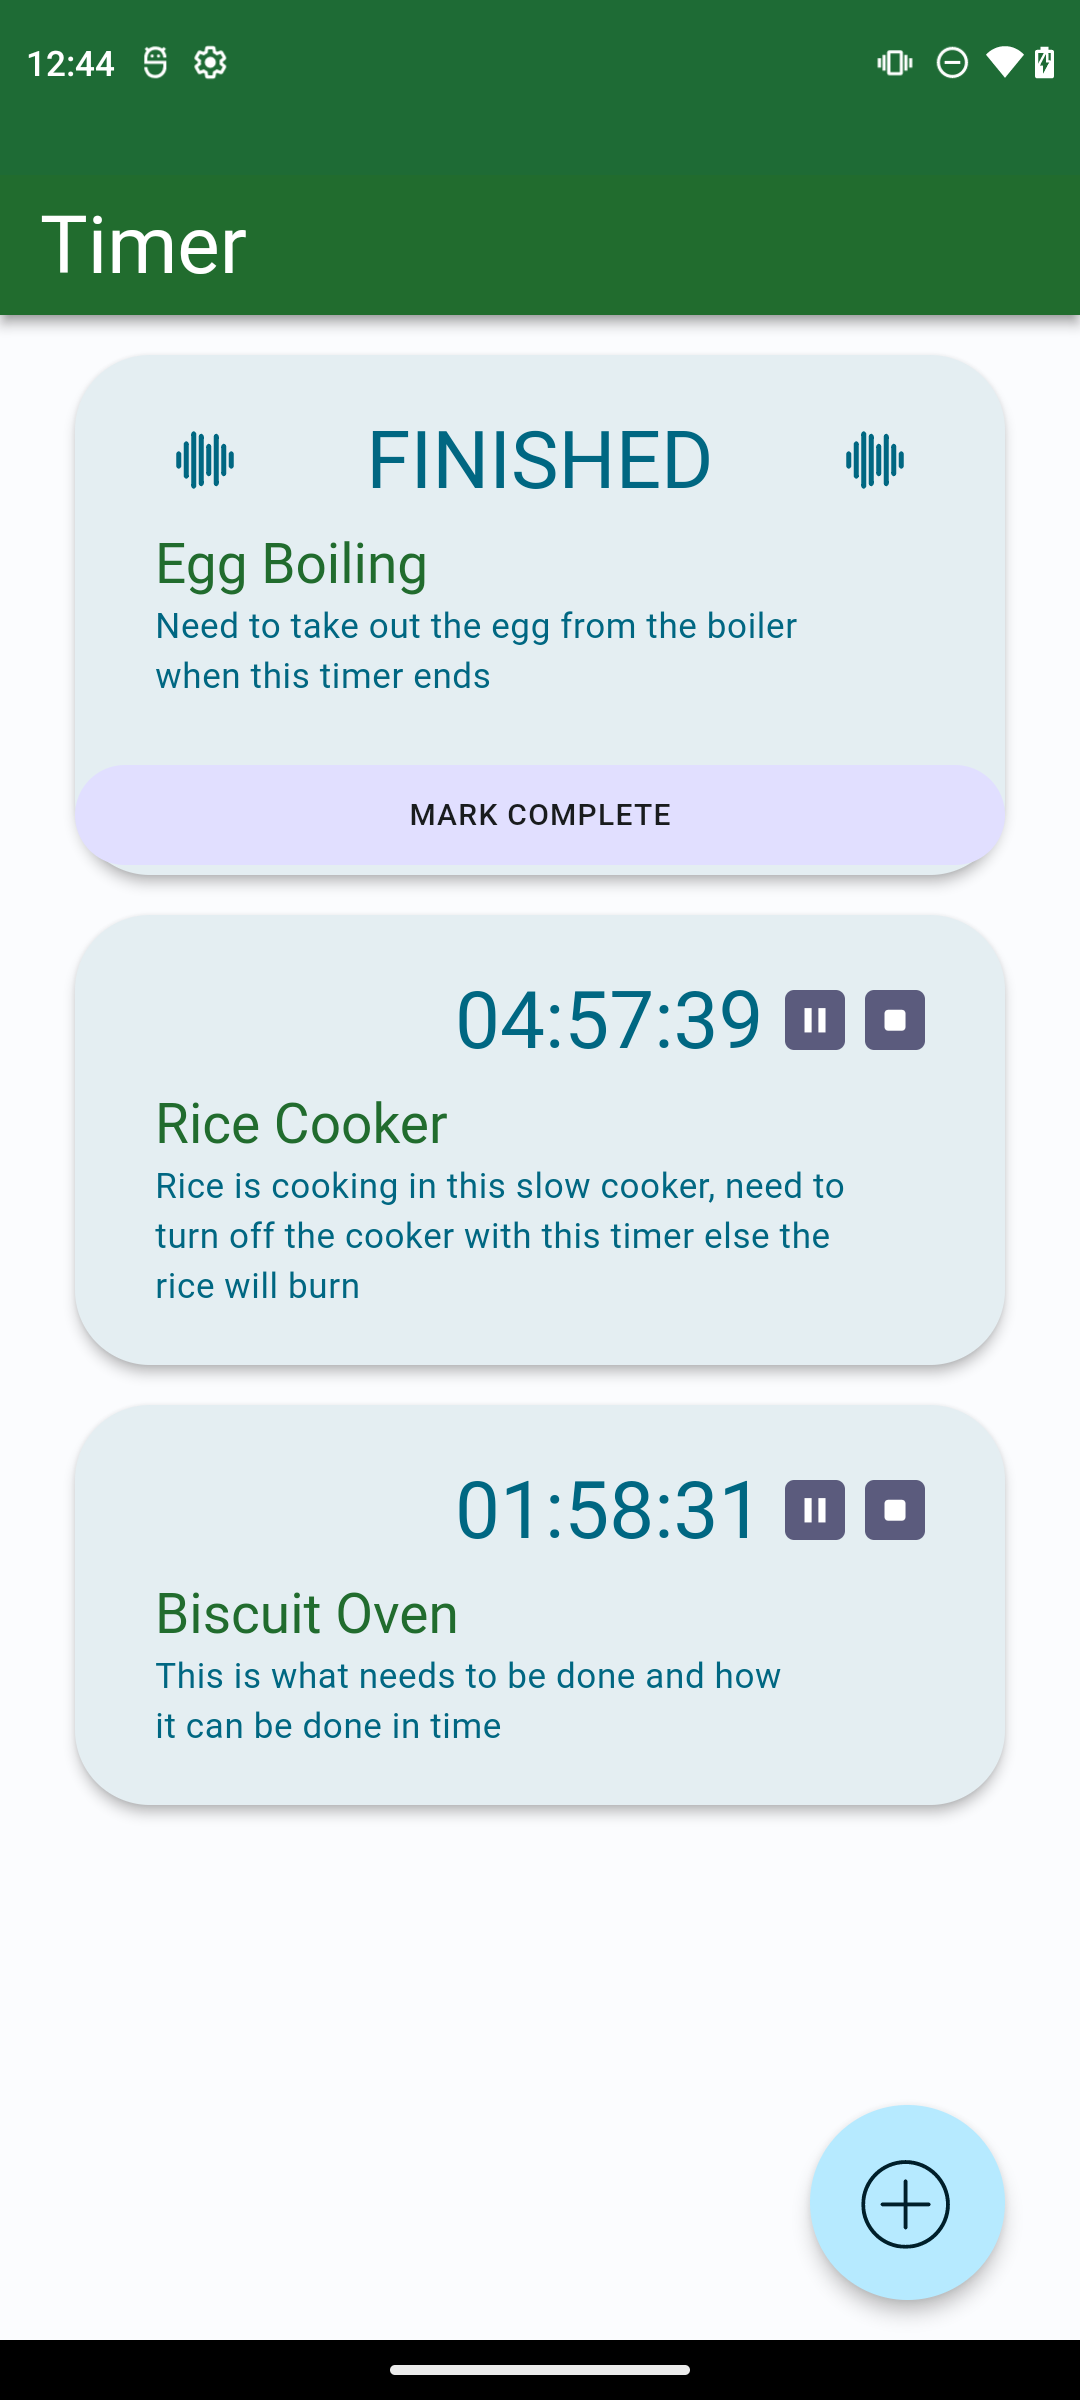 12:44
Timer
FINISHED
Egg Boiling
Need to take out the egg from the boiler
when this timer ends
MARK COMPLETE
04:57:39
Rice Cooker
Rice is cooking in this slow cooker, need to
turn off the cooker with this timer else the
rice will burn
01:58:31
Biscuit Oven
This is what needs to be done and how
it can be done in time